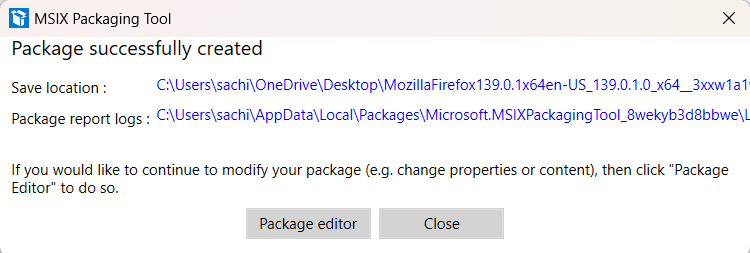 MSIX Packaging Tool
Package successfully created
Save location : C:\Users\sachi\OneDrive\Desktop\MozillaFirefox139.0.1x64en-US_139.0.1.0_x64__3xxw1a1
Package report logs : C:\Users\sachi\AppData\Local\Packages\Microsoft.MSIXPackagingTool_8wekyb3d8bbwe\L
If you would like to continue to modify your package (e.g. change properties or content), then click "Package
Editor" to do so.
Package editor Close